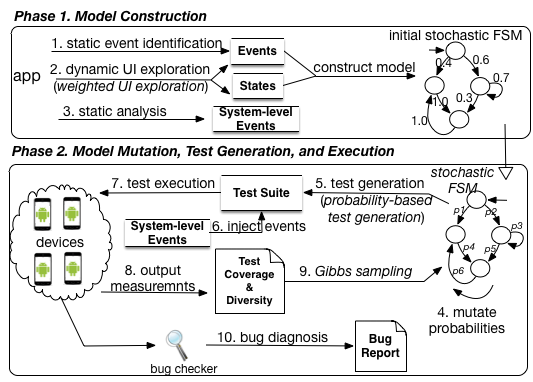 Phase 1. Model Construction
initial stochastic FSM
1. static event identification
Events
0.4
0.6
app
2. dynamic UI exploration
(weighted UI exploration)
construct model
0.7
States
1.0
0.3
3. static analysis
System-level
Events
1.0
Phase 2. Model Mutation, Test Generation, and Execution
stochastic
FSM
7. test execution
Test Suite
5. test generation
(probability-based
test generation)
p1
p2
p3
devices
System-level
Events
6. inject events
p4
p5
p6
8. output
measuremnts
Test
Coverage
&
Diversity
9. Gibbs sampling
4. mutate
probabilities
10. bug diagnosis
Bug
Report
bug checker